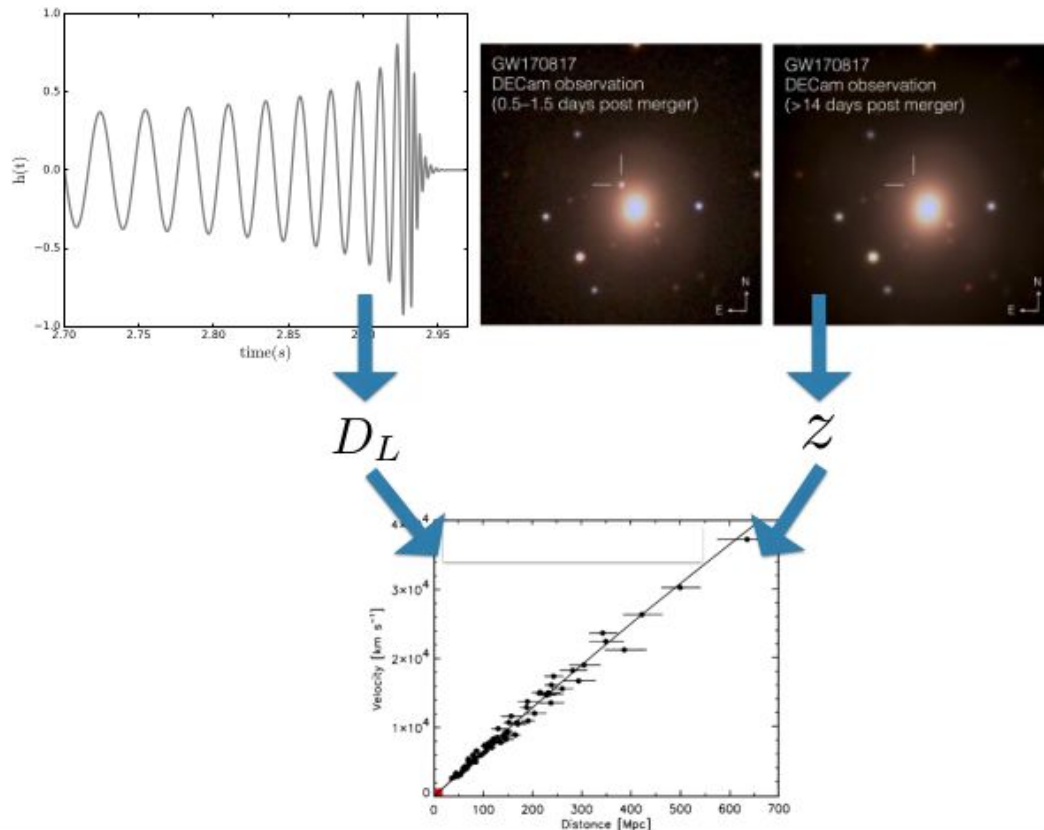 1.0
0.5
0.0
−0.5
−1.0
h(t)
2.70
2.75
2.80
2.85
2.90
2.95
time(s)
GW170817
DECam observation
(0.5–1.5 days post merger)
N
E
GW170817
DECam observation
(>14 days post merger)
N
E
D_L
z
4×10⁴
3×10⁴
2×10⁴
1×10⁴
0
Velocity [km s⁻¹]
0
100
200
300
400
500
600
700
Distance [Mpc]